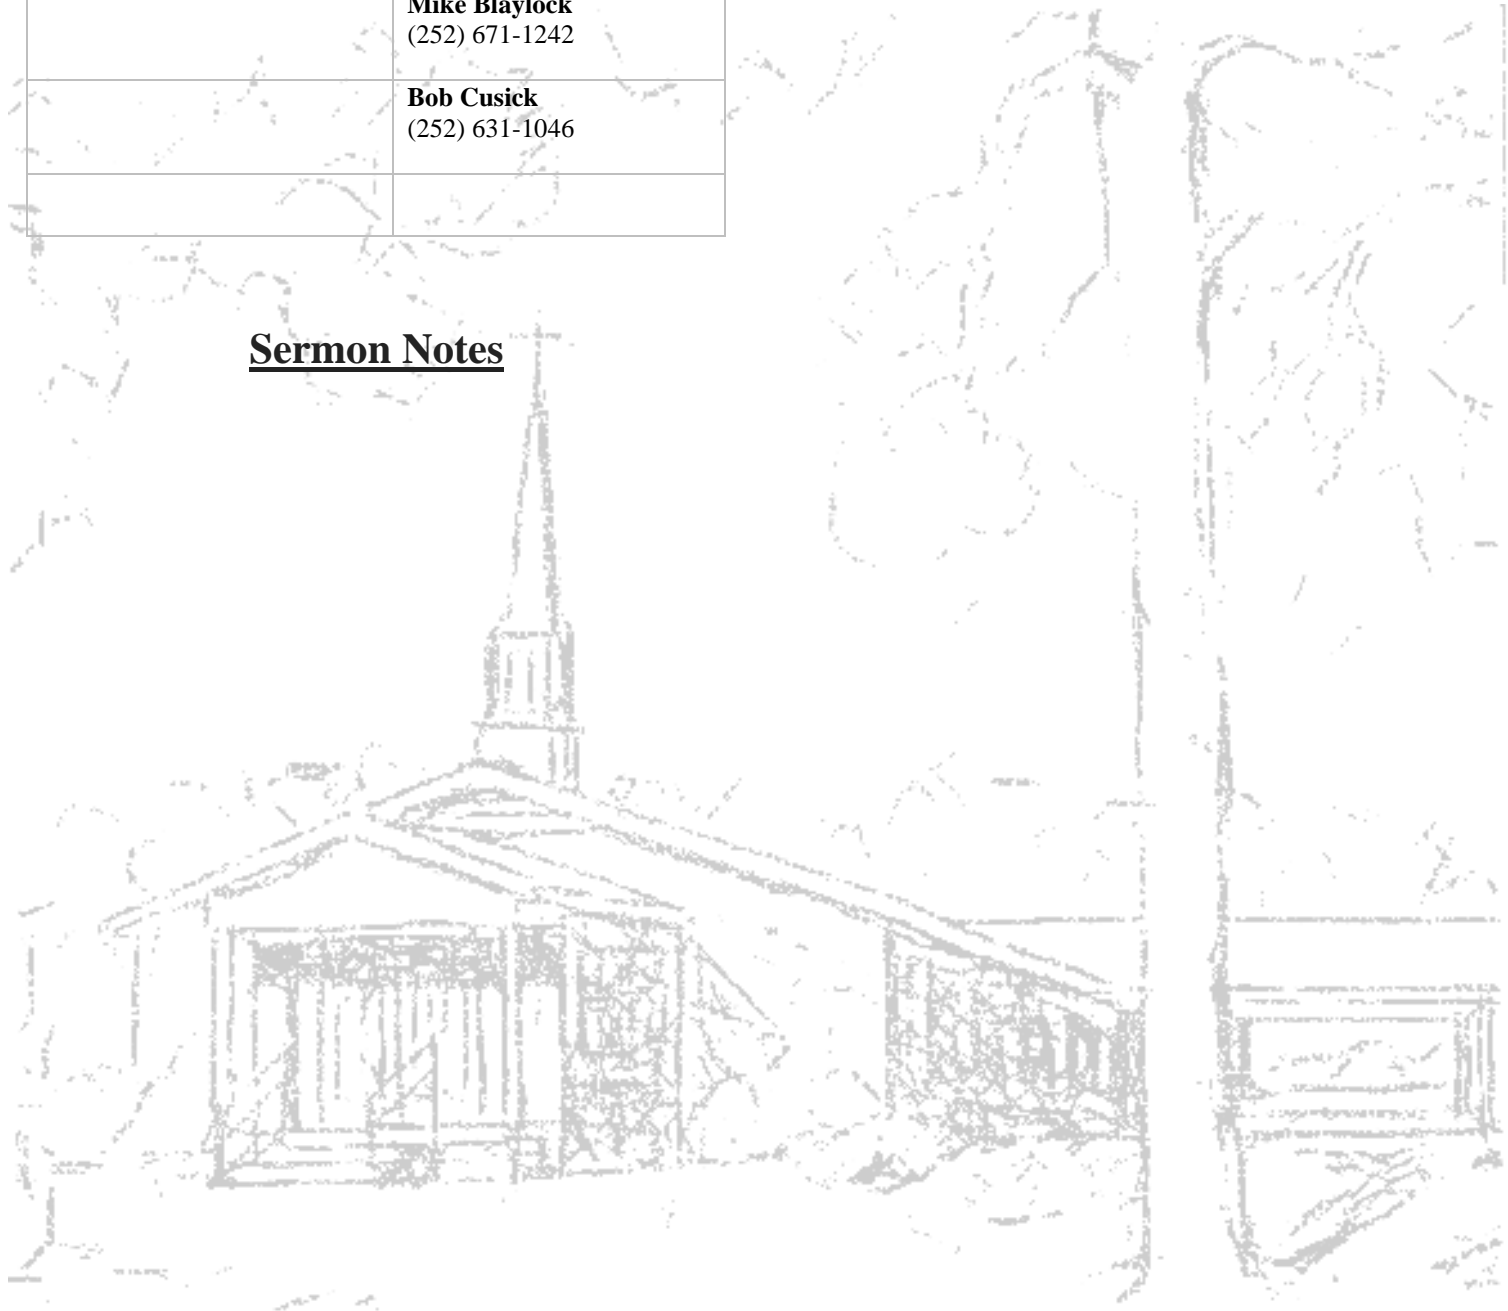 Mike Blaylock
(252) 671-1242
Bob Cusick
(252) 631-1046
Sermon Notes